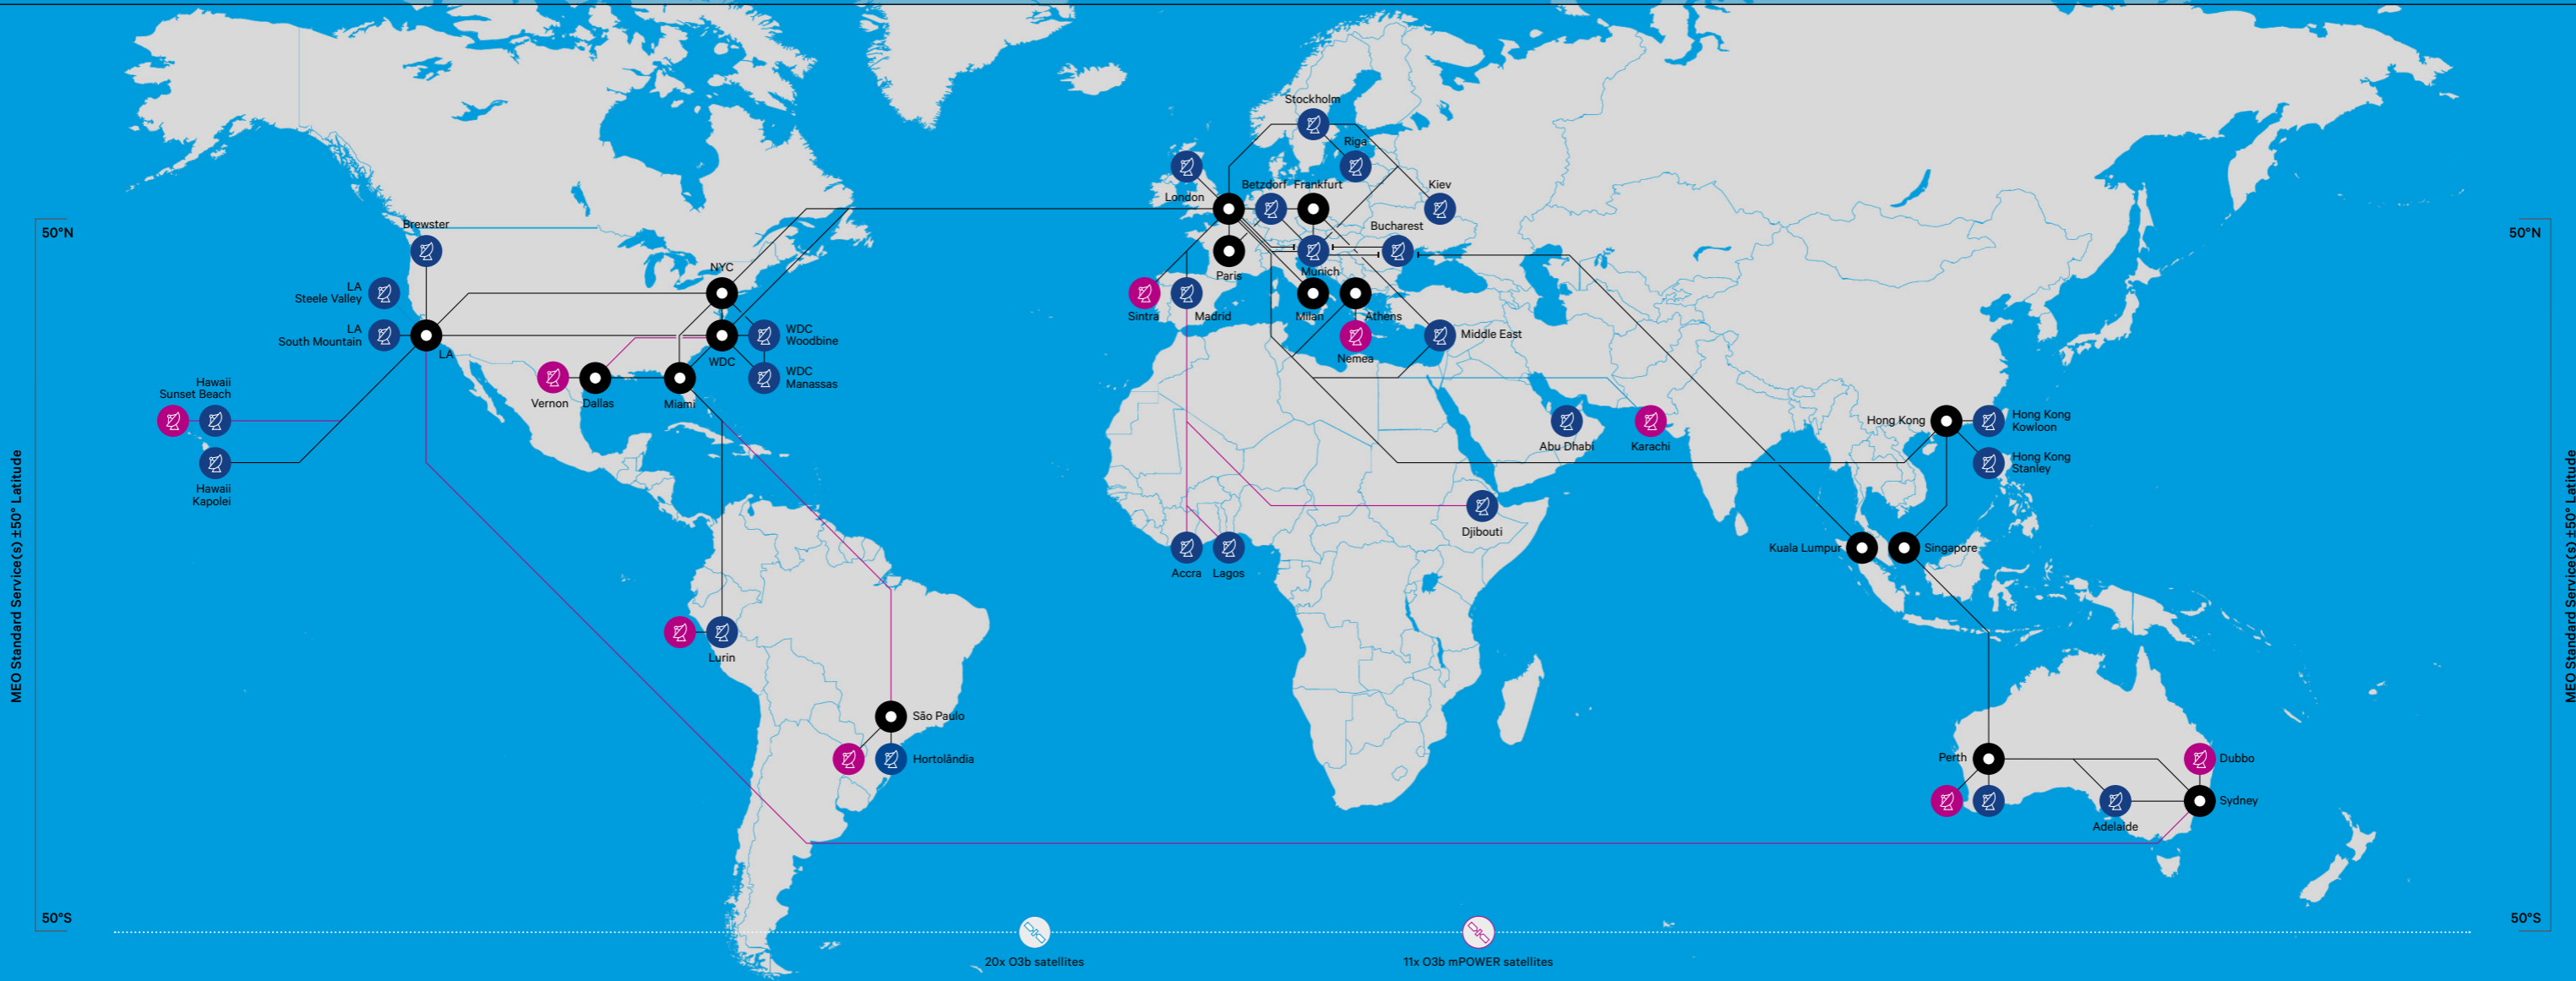 50°N
50°S
MEO Standard Service(s) ±50° Latitude
Brewster
LA
Steele Valley
LA
South Mountain
LA
Hawaii
Sunset Beach
Hawaii
Kapolei
NYC
WDC
WDC
Woodbine
WDC
Manassas
Vernon
Dallas
Miami
Lurin
São Paulo
Hortolândia
Stockholm
Riga
London
Betzdorf
Frankfurt
Kiev
Bucharest
Paris
Munich
Sintra
Madrid
Milan
Athens
Nemea
Middle East
Abu Dhabi
Karachi
Djibouti
Accra
Lagos
Hong Kong
Hong Kong
Kowloon
Hong Kong
Stanley
Kuala Lumpur
Singapore
Perth
Dubbo
Sydney
Adelaide
50°N
50°S
MEO Standard Service(s) ±50° Latitude
20x O3b satellites
11x O3b mPOWER satellites